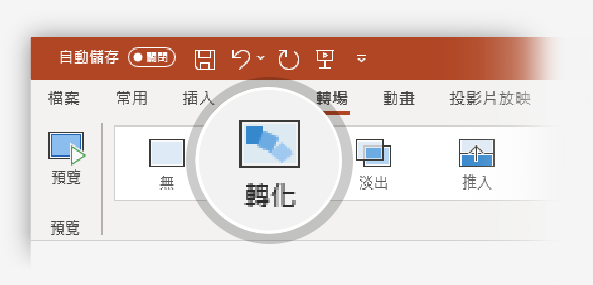 自動儲存 關閉
檔案 常用 插入 轉場 動畫 投影片放映
預覽 無 轉化 淡出 推入
預覽